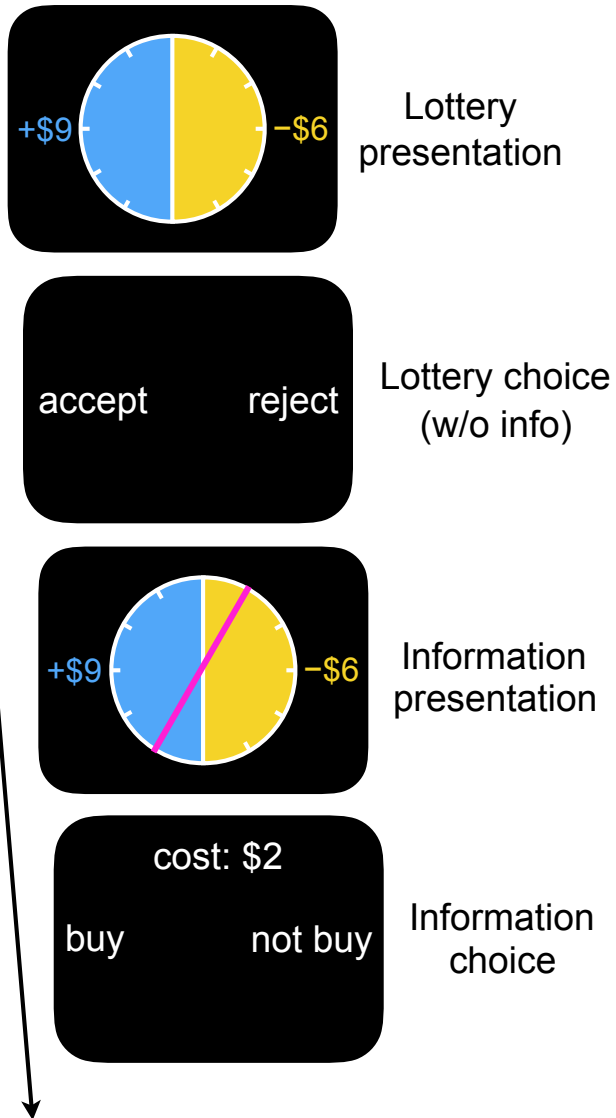 +$9
−$6
Lottery
presentation
accept
reject
Lottery choice
(w/o info)
+$9
−$6
Information
presentation
cost: $2
buy
not buy
Information
choice